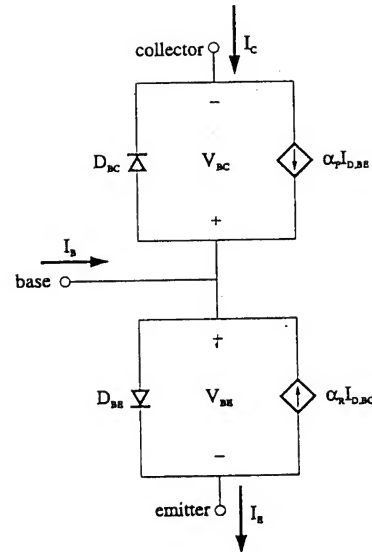 collector
I_C
−
D_BC
V_BC
α_F I_D,BE
+
I_B
base
+
D_BE
V_BE
α_R I_D,BC
−
emitter
I_E